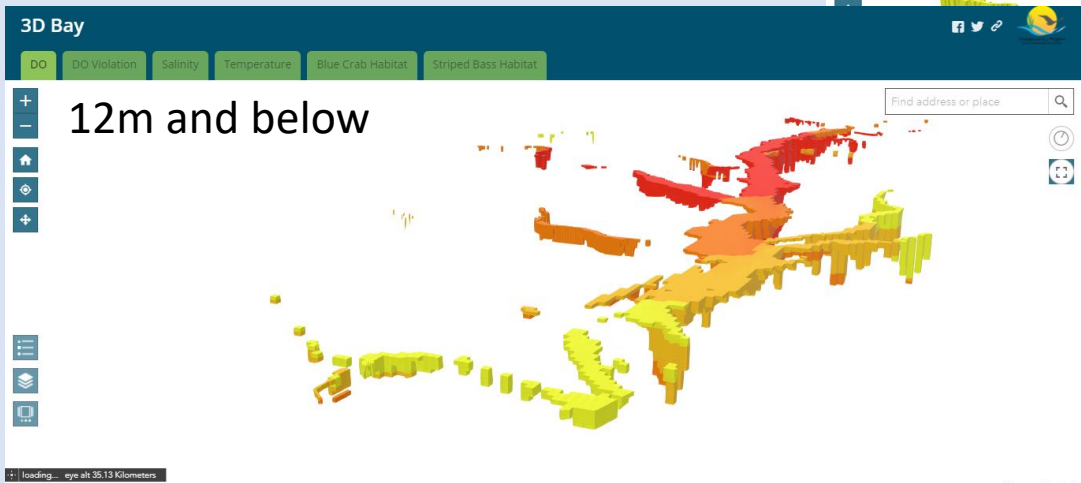 3D Bay
DO
DO Violation
Salinity
Temperature
Blue Crab Habitat
Striped Bass Habitat
12m and below
Find address or place
loading... eye alt 35.13 Kilometers